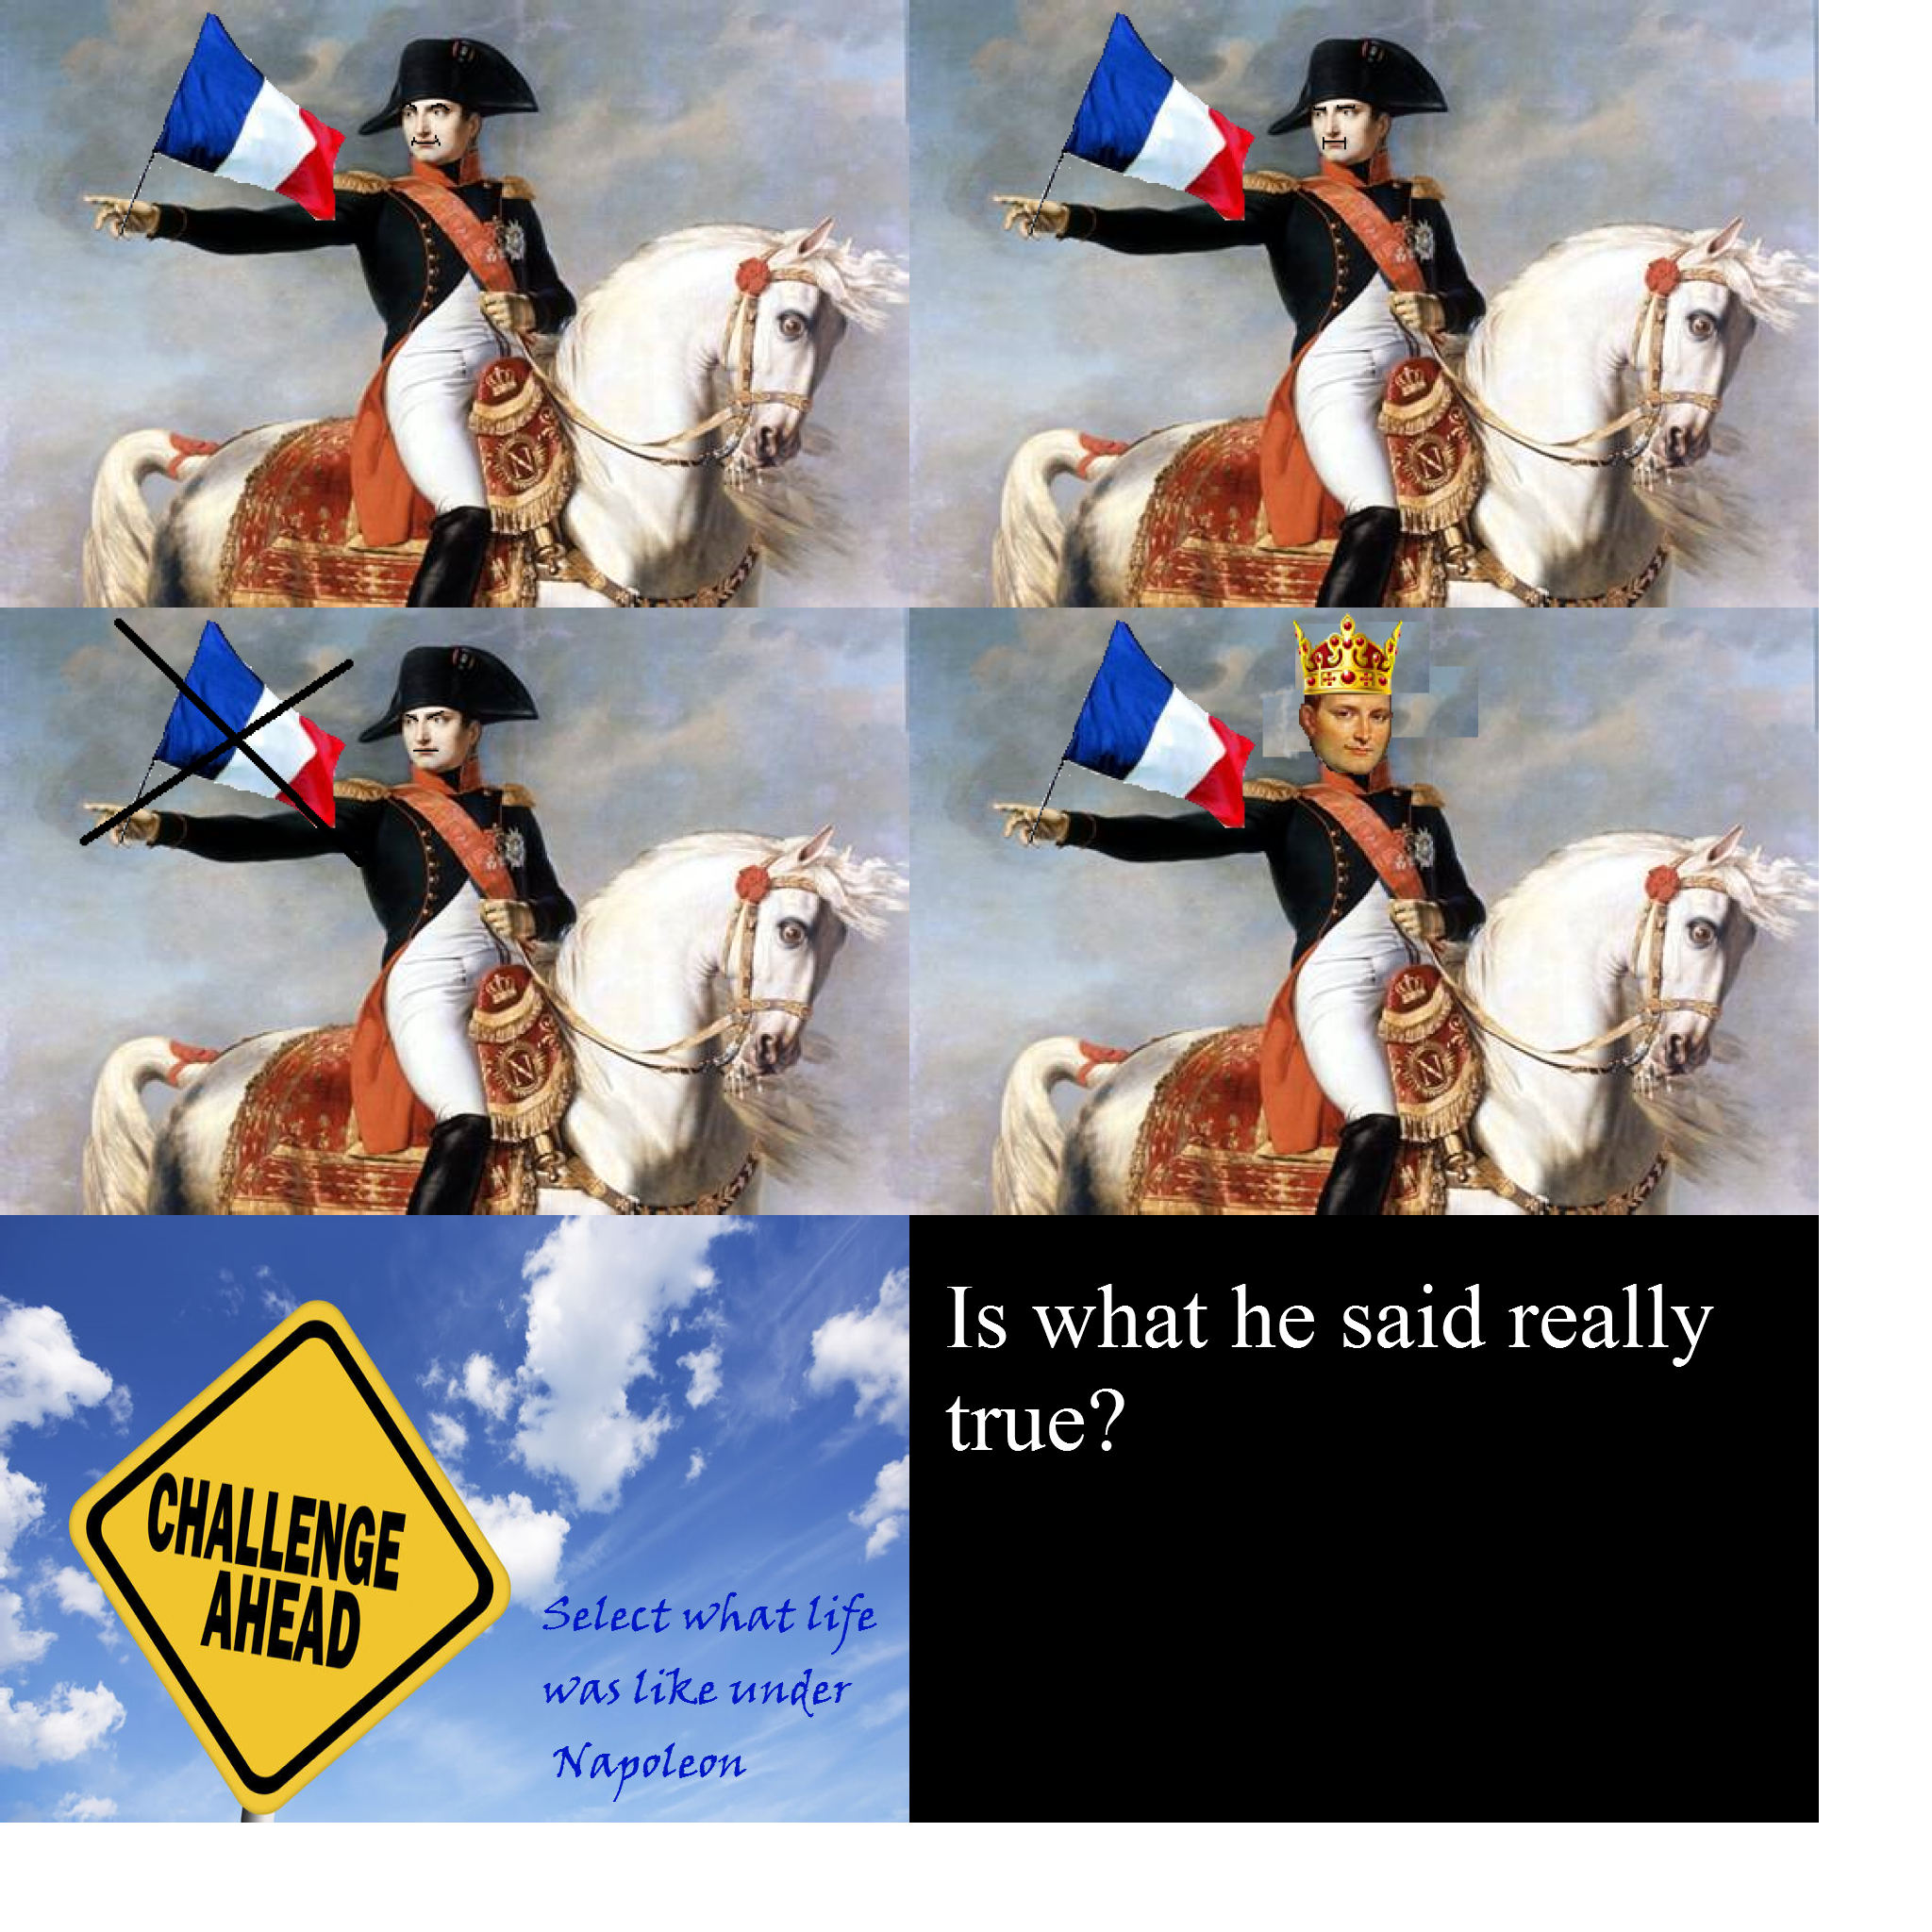 N
N
N
N
CHALLENGE
AHEAD
Select what life
was like under
Napoleon
Is what he said really
true?